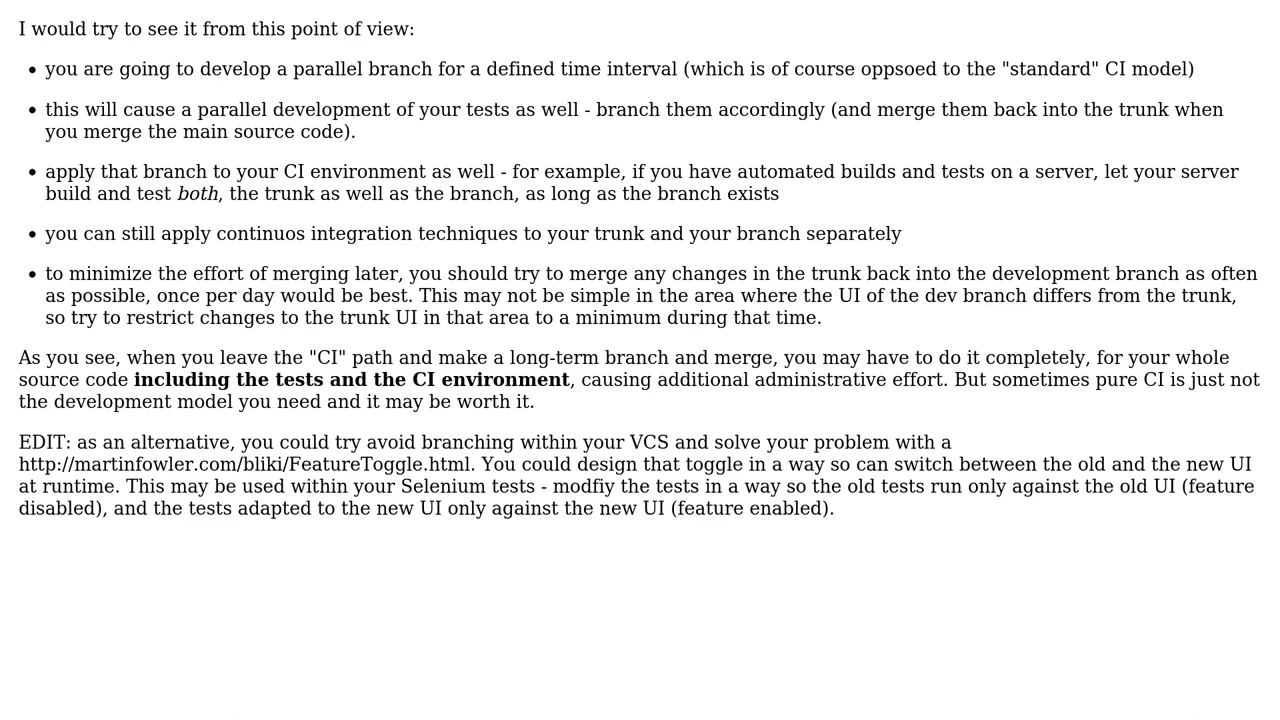 I would try to see it from this point of view:
• you are going to develop a parallel branch for a defined time interval (which is of course oppsoed to the "standard" CI model)
• this will cause a parallel development of your tests as well - branch them accordingly (and merge them back into the trunk when
you merge the main source code).
• apply that branch to your CI environment as well - for example, if you have automated builds and tests on a server, let your server
build and test both, the trunk as well as the branch, as long as the branch exists
• you can still apply continuos integration techniques to your trunk and your branch separately
• to minimize the effort of merging later, you should try to merge any changes in the trunk back into the development branch as often
as possible, once per day would be best. This may not be simple in the area where the UI of the dev branch differs from the trunk,
so try to restrict changes to the trunk UI in that area to a minimum during that time.
As you see, when you leave the "CI" path and make a long-term branch and merge, you may have to do it completely, for your whole
source code including the tests and the CI environment, causing additional administrative effort. But sometimes pure CI is just not
the development model you need and it may be worth it.
EDIT: as an alternative, you could try avoid branching within your VCS and solve your problem with a
http://martinfowler.com/bliki/FeatureToggle.html. You could design that toggle in a way so can switch between the old and the new UI
at runtime. This may be used within your Selenium tests - modfiy the tests in a way so the old tests run only against the old UI (feature
disabled), and the tests adapted to the new UI only against the new UI (feature enabled).